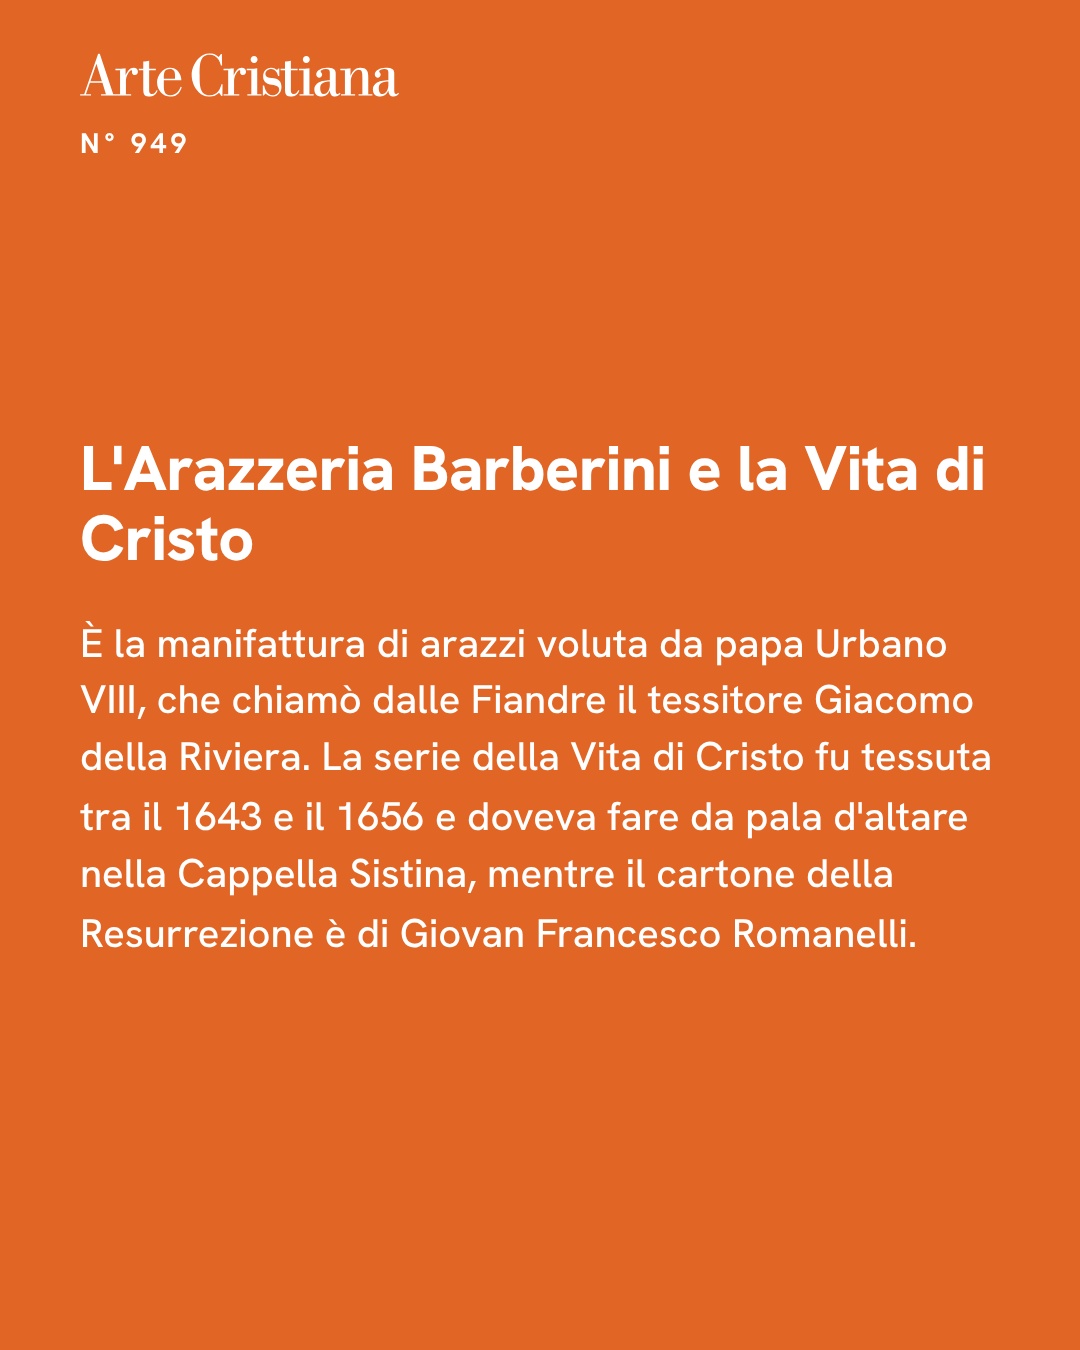 Arte Cristiana
N° 949
L'Arazzeria Barberini e la Vita di
Cristo
È la manifattura di arazzi voluta da papa Urbano
VIII, che chiamò dalle Fiandre il tessitore Giacomo
della Riviera. La serie della Vita di Cristo fu tessuta
tra il 1643 e il 1656 e doveva fare da pala d'altare
nella Cappella Sistina, mentre il cartone della
Resurrezione è di Giovan Francesco Romanelli.